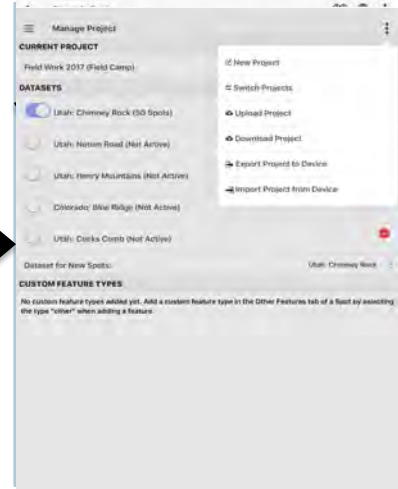 Manage Project
CURRENT PROJECT
Field Work 2017 (Field Camp)
New Project
Switch Projects
Upload Project
Download Project
Export Project to Device
Import Project from Device
DATASETS
Utah: Chimney Rock (50 Spots)
Utah: Notom Road (Not Active)
Utah: Henry Mountains (Not Active)
Colorado: Blue Ridge (Not Active)
Utah: Cocks Comb (Not Active)
Dataset for New Spots: Utah: Chimney Rock
CUSTOM FEATURE TYPES
No custom feature types added yet. Add a custom feature type in the Other Features tab of a Spot by selecting
the type "other" when adding a feature.